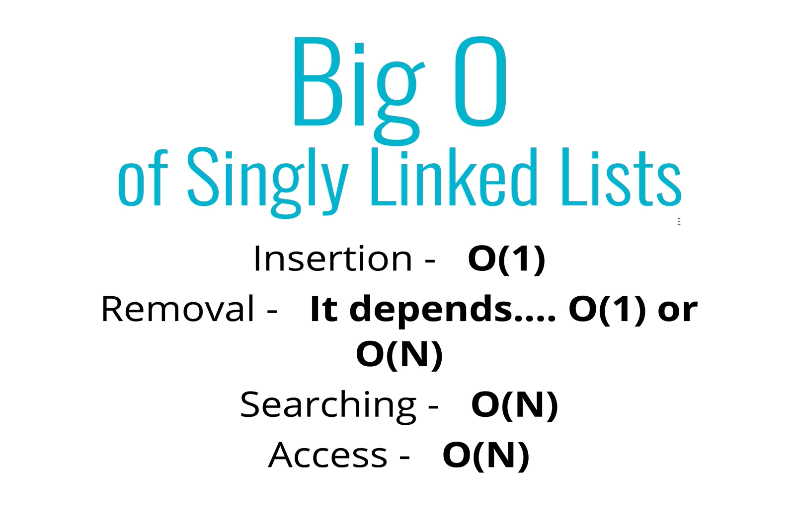 Big O
of Singly Linked Lists
Insertion - O(1)
Removal - It depends.... O(1) or
O(N)
Searching - O(N)
Access - O(N)